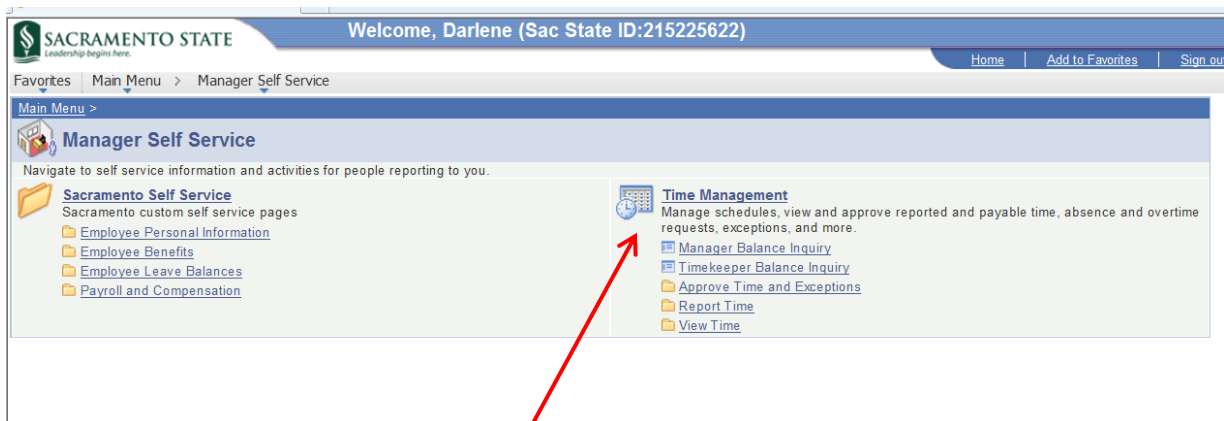 SACRAMENTO STATE
Leadership begins here.
Welcome, Darlene (Sac State ID:215225622)
Home | Add to Favorites | Sign out
Favorites Main Menu > Manager Self Service
Main Menu >
Manager Self Service
Navigate to self service information and activities for people reporting to you.
Sacramento Self Service
Sacramento custom self service pages
Employee Personal Information
Employee Benefits
Employee Leave Balances
Payroll and Compensation
Time Management
Manage schedules, view and approve reported and payable time, absence and overtime
requests, exceptions, and more.
Manager Balance Inquiry
Timekeeper Balance Inquiry
Approve Time and Exceptions
Report Time
View Time